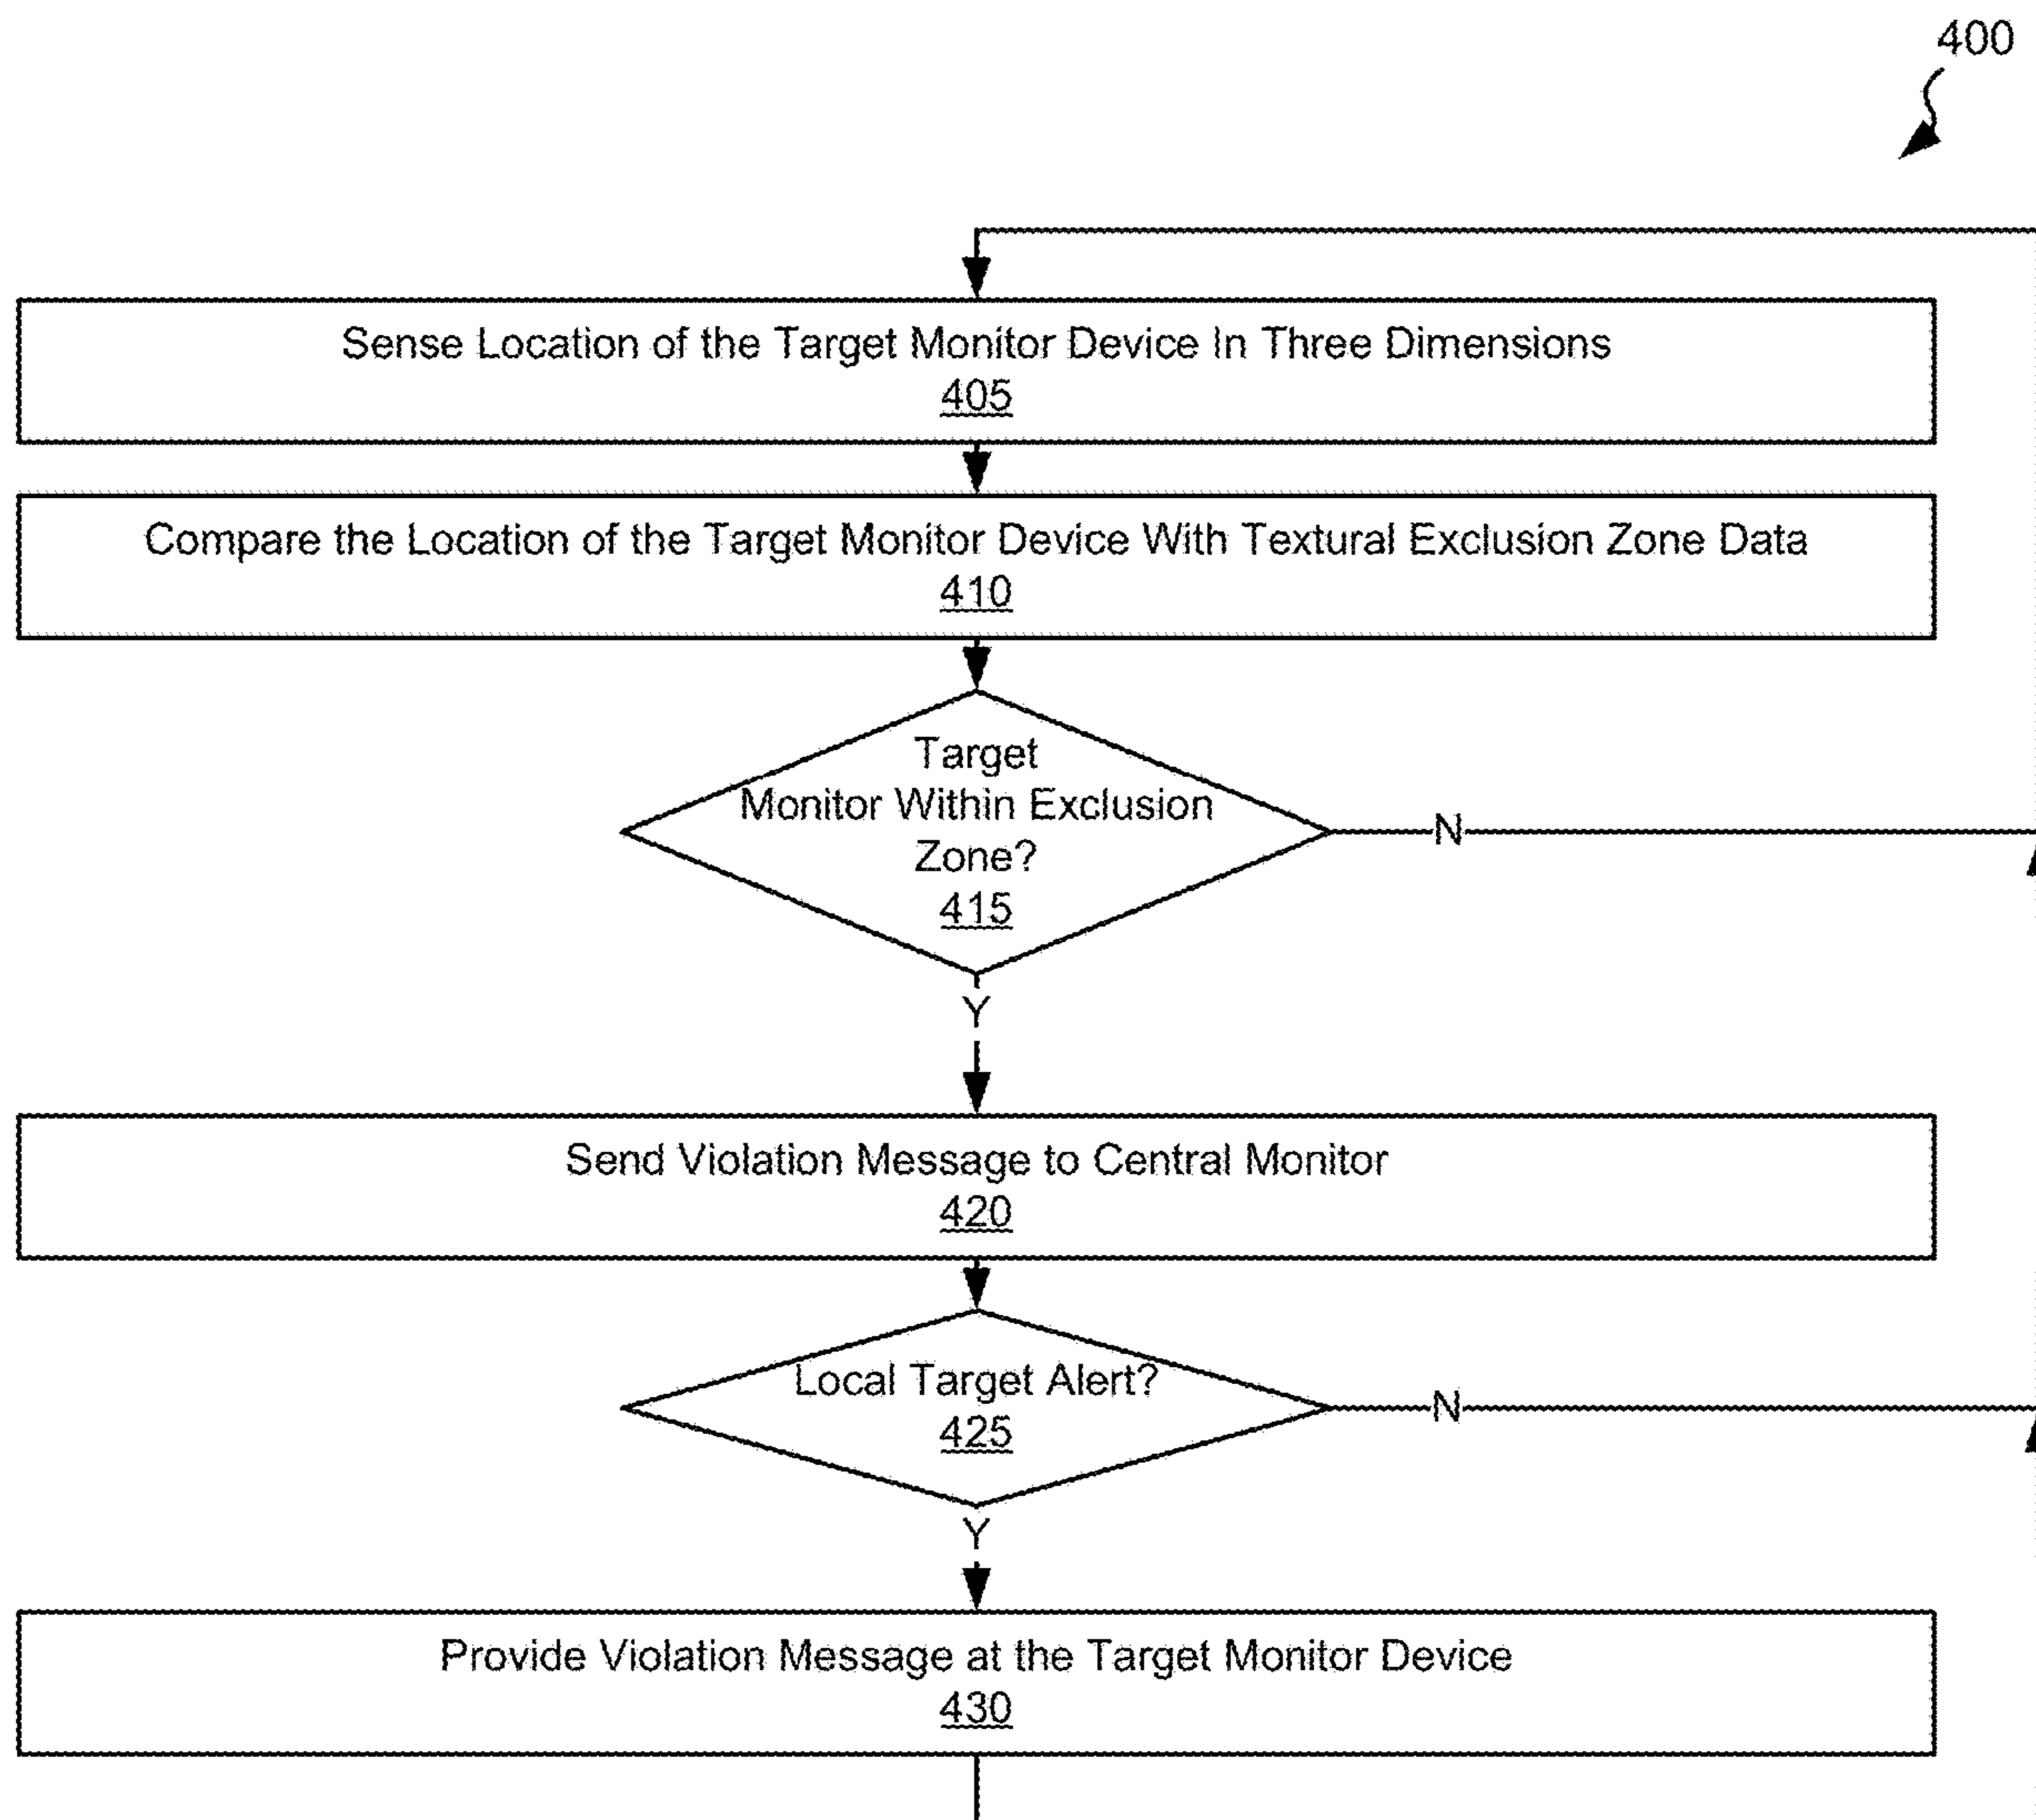 400
Sense Location of the Target Monitor Device In Three Dimensions
405
Compare the Location of the Target Monitor Device With Textural Exclusion Zone Data
410
Target
Monitor Within Exclusion
Zone?
415
N
Y
Send Violation Message to Central Monitor
420
Local Target Alert?
425
N
Y
Provide Violation Message at the Target Monitor Device
430